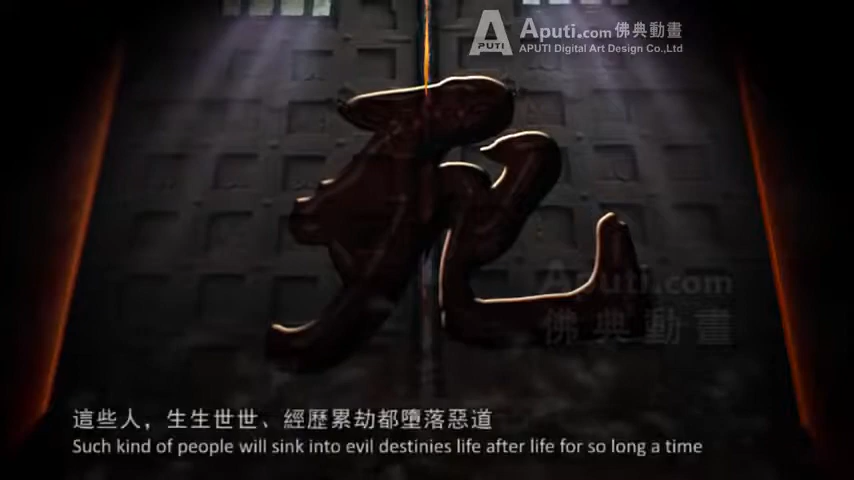 Aputi.com 佛典動畫
APUTI
APUTI Digital Art Design Co.,Ltd
死
Aputi.com
佛典動畫
這些人，生生世世、經歷累劫都墮落惡道
Such kind of people will sink into evil destinies life after life for so long a time